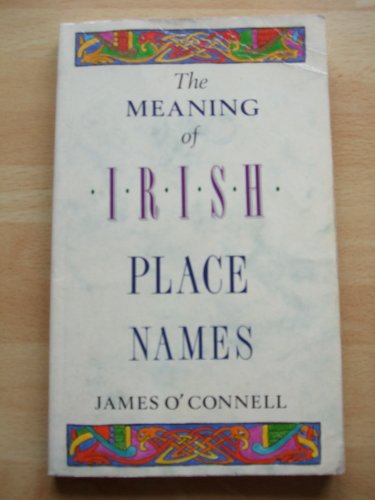 The
MEANING
of
·I·R·I·S·H·
PLACE
NAMES
JAMES O'CONNELL